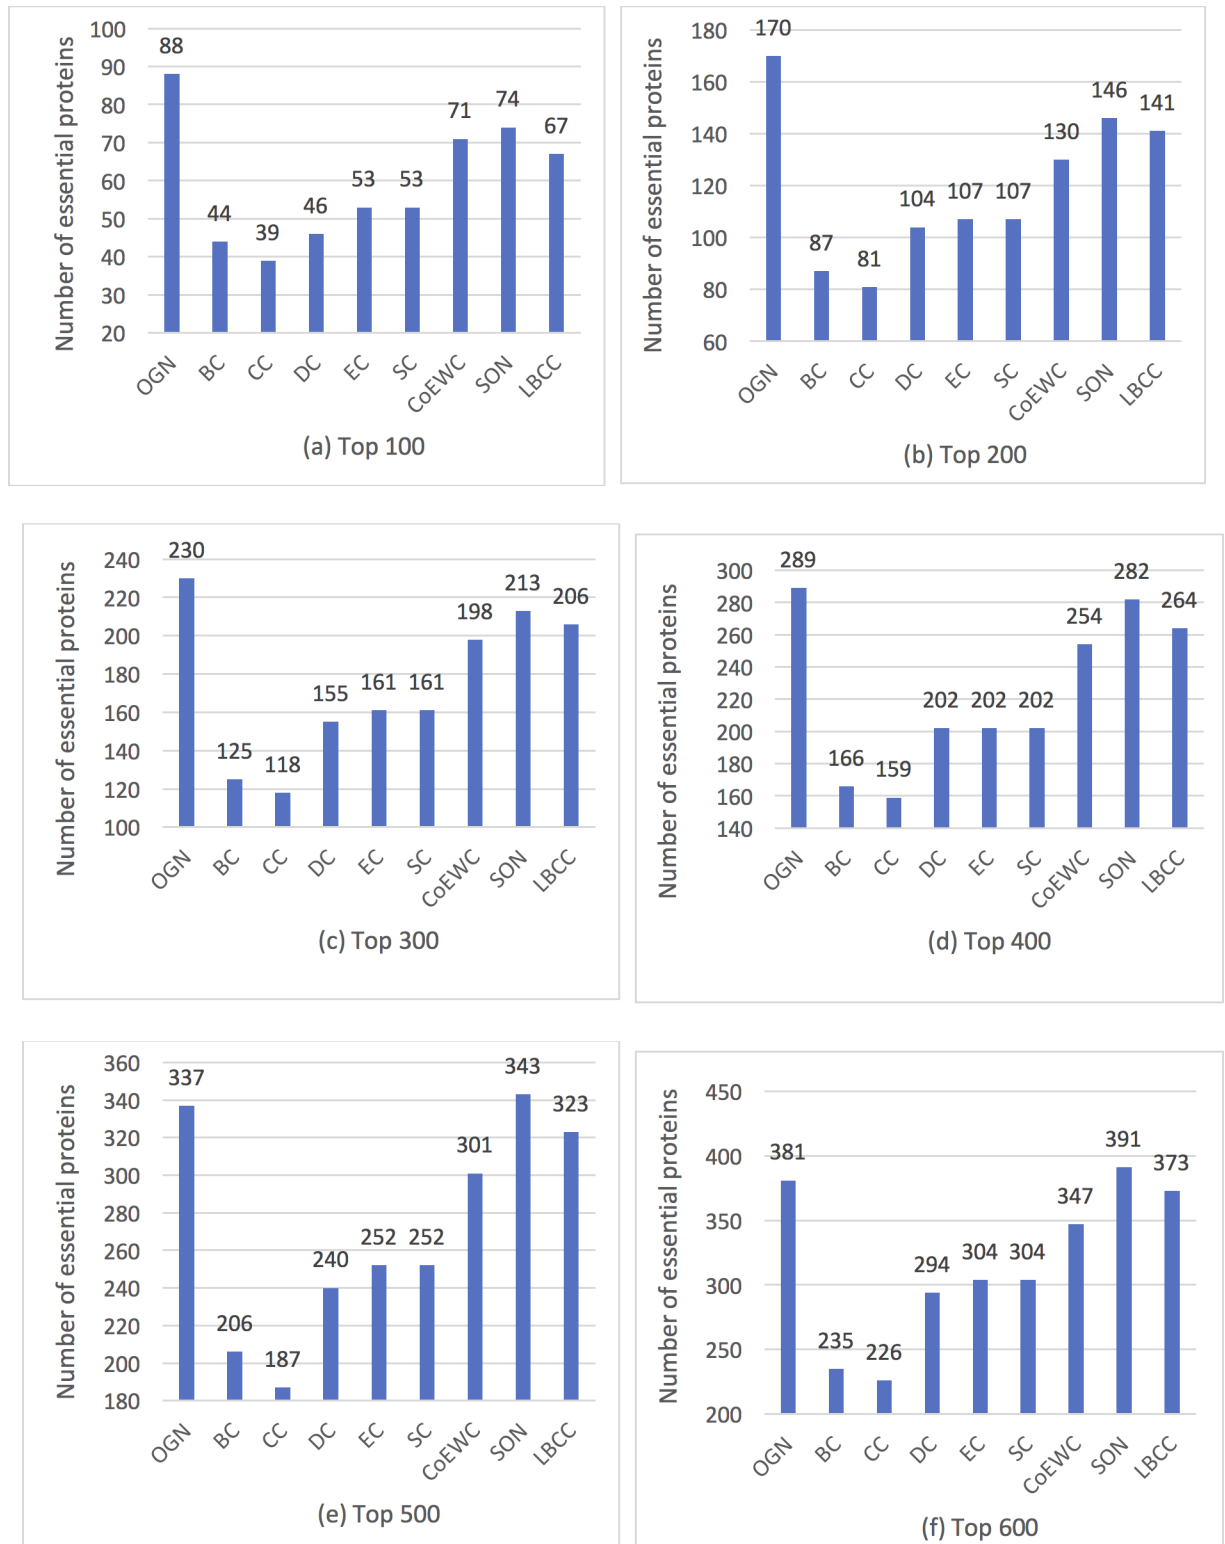 Number of essential proteins
100
90
80
70
60
50
40
30
20
88
44
39
46
53
53
71
74
67
OGN
BC
CC
DC
EC
SC
CoEWC
SON
LBCC
(a) Top 100
Number of essential proteins
180
160
140
120
100
80
60
170
87
81
104
107
107
130
146
141
OGN
BC
CC
DC
EC
SC
CoEWC
SON
LBCC
(b) Top 200
Number of essential proteins
240
220
200
180
160
140
120
100
230
125
118
155
161
161
198
213
206
OGN
BC
CC
DC
EC
SC
CoEWC
SON
LBCC
(c) Top 300
Number of essential proteins
300
280
260
240
220
200
180
160
140
289
166
159
202
202
202
254
282
264
OGN
BC
CC
DC
EC
SC
CoEWC
SON
LBCC
(d) Top 400
Number of essential proteins
360
340
320
300
280
260
240
220
200
180
337
206
187
240
252
252
301
343
323
OGN
BC
CC
DC
EC
SC
CoEWC
SON
LBCC
(e) Top 500
Number of essential proteins
450
400
350
300
250
200
381
235
226
294
304
304
347
391
373
OGN
BC
CC
DC
EC
SC
CoEWC
SON
LBCC
(f) Top 600